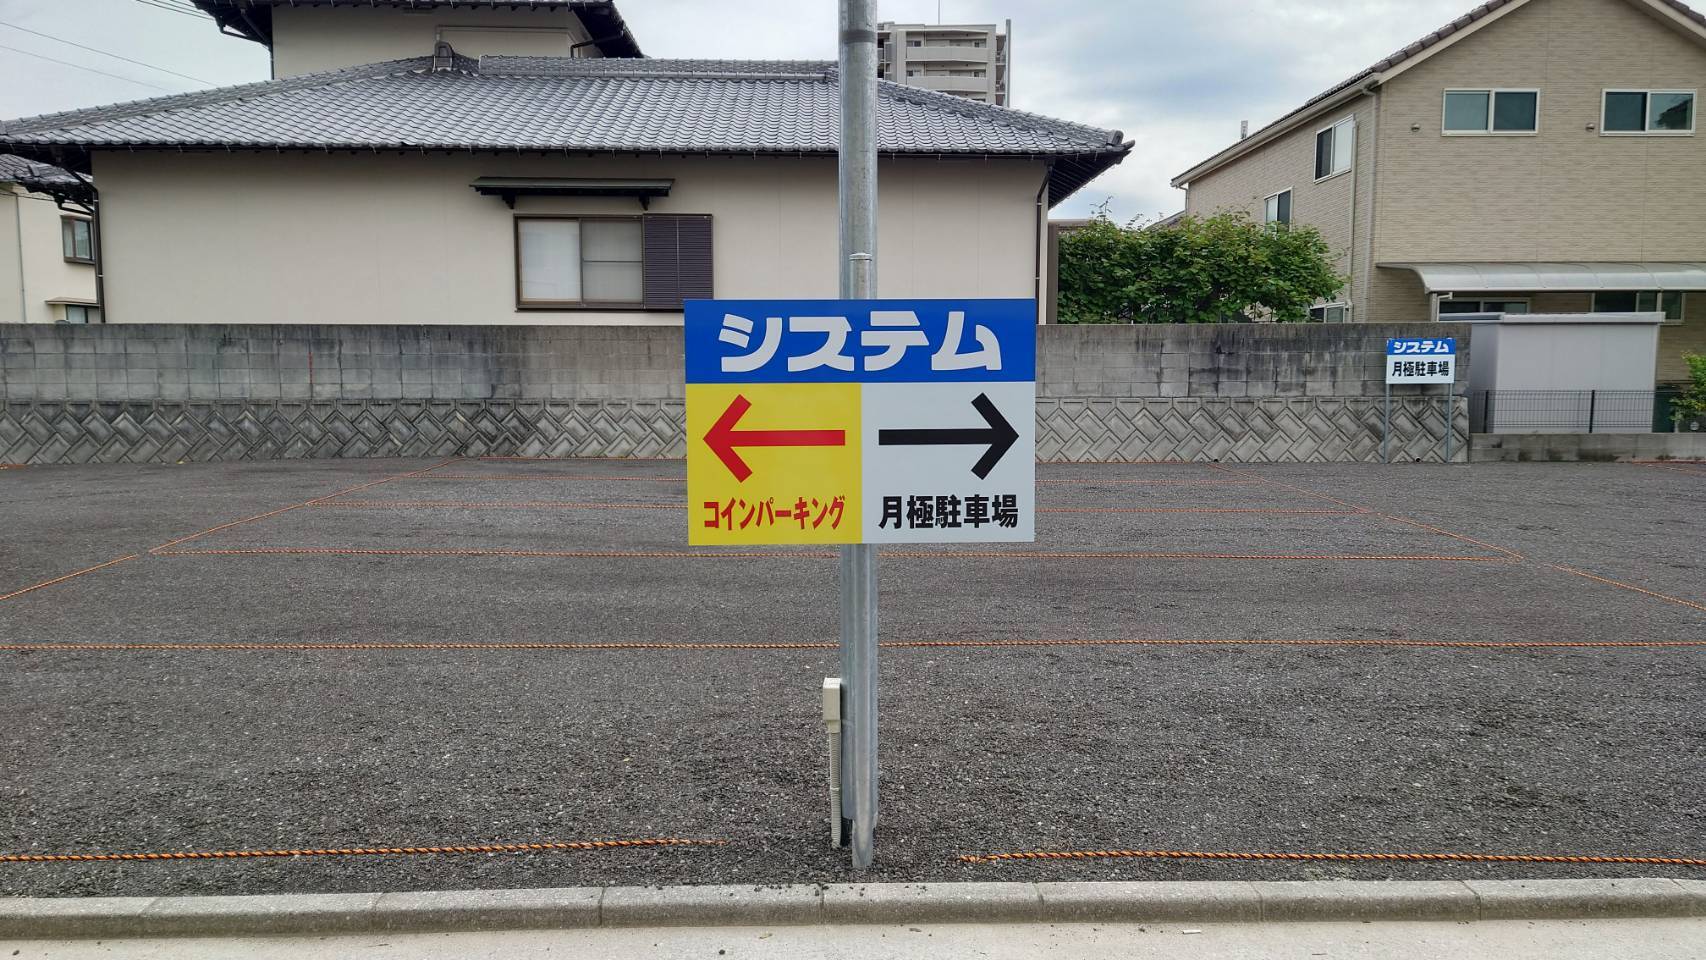 システム
コインパーキング
月極駐車場
システム
月極駐車場